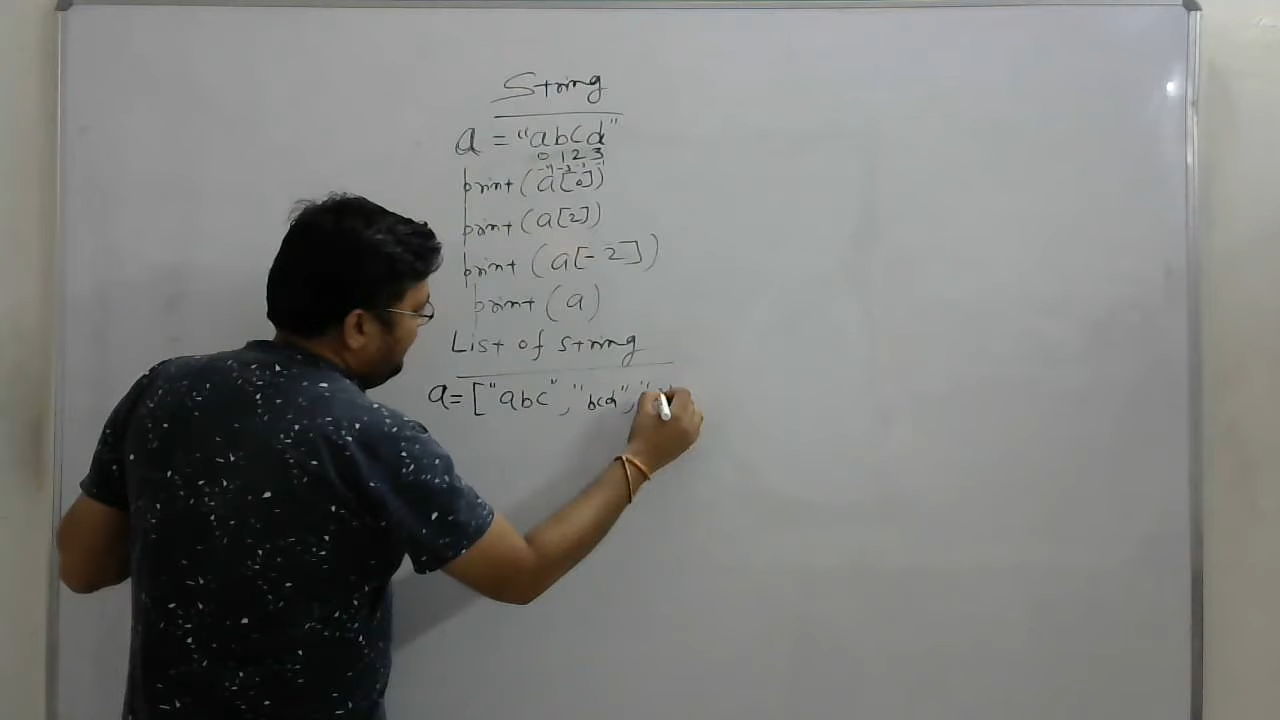 String
a = "abcd"
0 1 2 3
-4 -3 -2 -1
print (a[0])
print (a[2])
print (a[-2])
print (a)
List of string
a= ["abc", "bcd", "